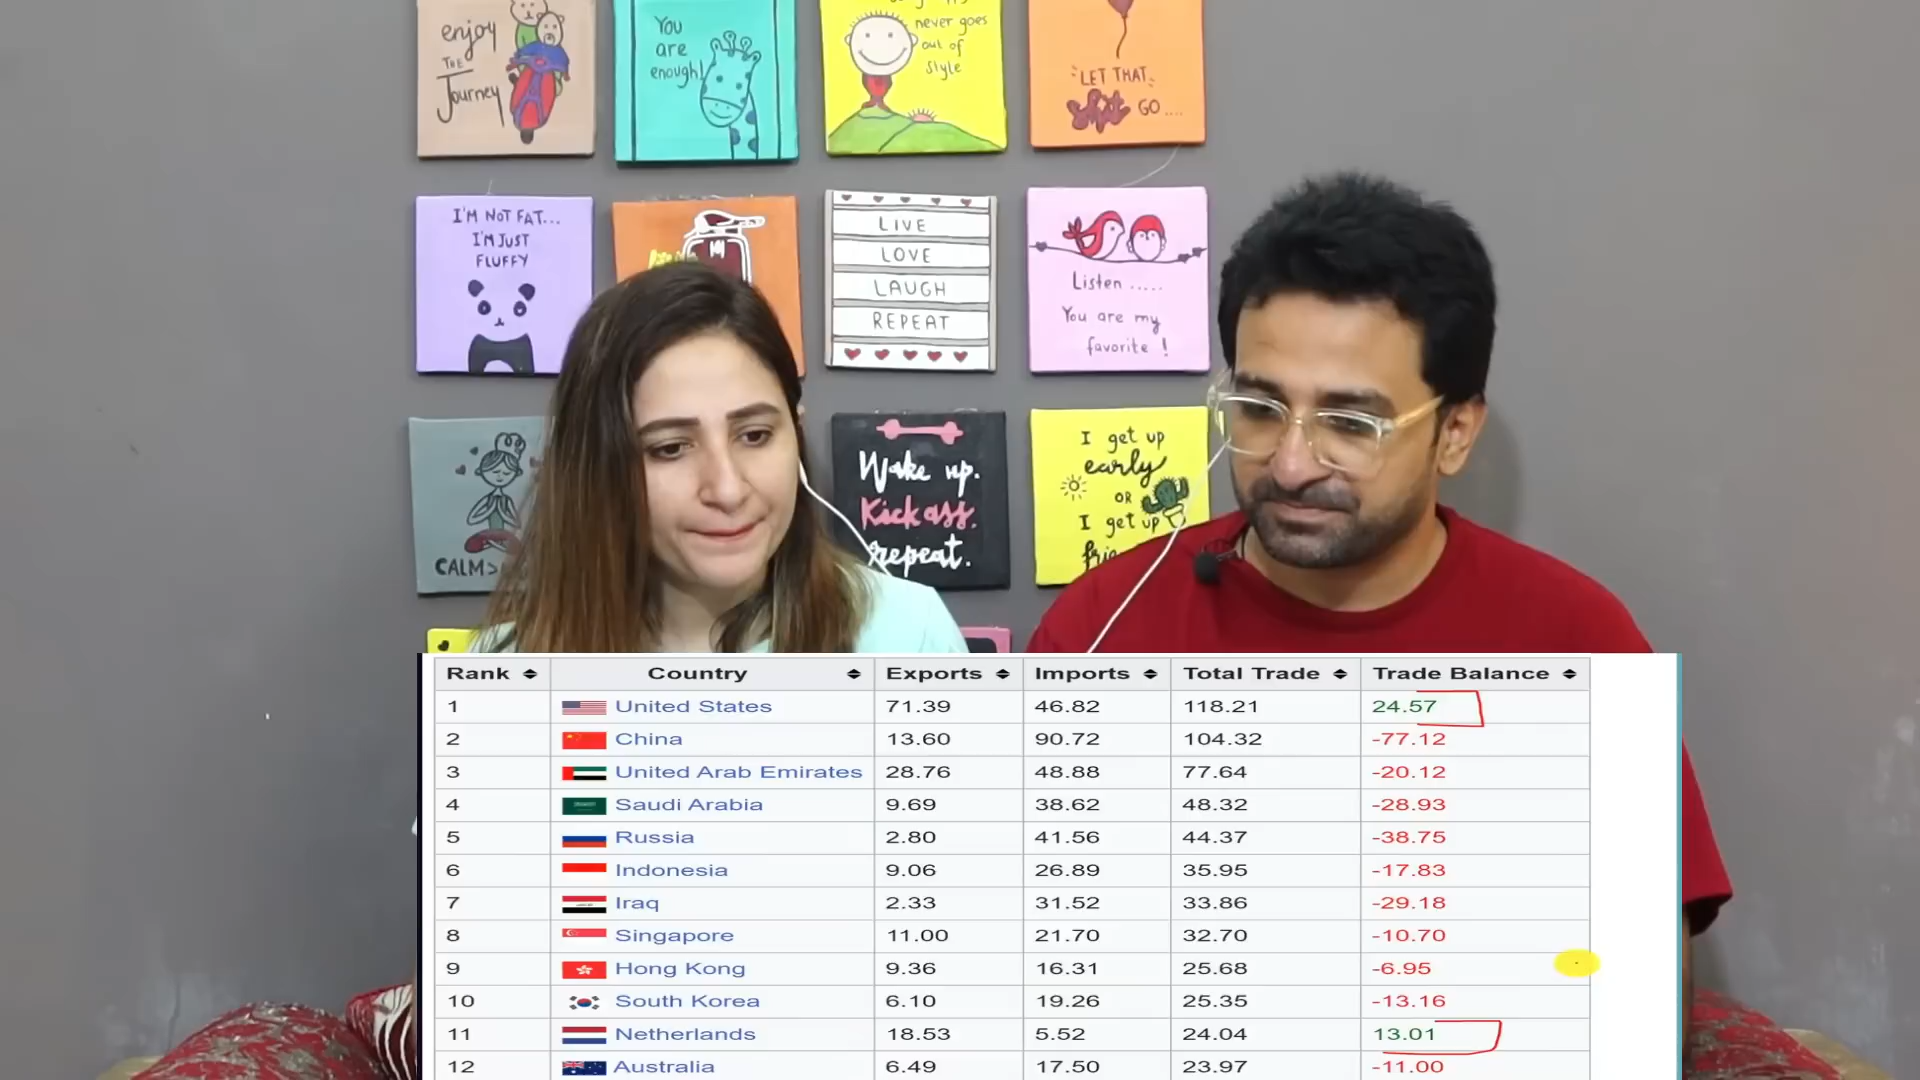 enjoy
THE
Journey
You
are
enough!
never goes
out of
style
LET THAT
shit GO ....
I'M NOT FAT...
I'M JUST
FLUFFY
LIVE
LOVE
LAUGH
REPEAT
Listen .....
You are my
favorite !
CALM>
Wake up.
Kick ass.
repeat.
I get up
early
OR
I get up
Rank Country Exports Imports Total Trade Trade Balance
1 United States 71.39 46.82 118.21 24.57
2 China 13.60 90.72 104.32 -77.12
3 United Arab Emirates 28.76 48.88 77.64 -20.12
4 Saudi Arabia 9.69 38.62 48.32 -28.93
5 Russia 2.80 41.56 44.37 -38.75
6 Indonesia 9.06 26.89 35.95 -17.83
7 Iraq 2.33 31.52 33.86 -29.18
8 Singapore 11.00 21.70 32.70 -10.70
9 Hong Kong 9.36 16.31 25.68 -6.95
10 South Korea 6.10 19.26 25.35 -13.16
11 Netherlands 18.53 5.52 24.04 13.01
12 Australia 6.49 17.50 23.97 -11.00